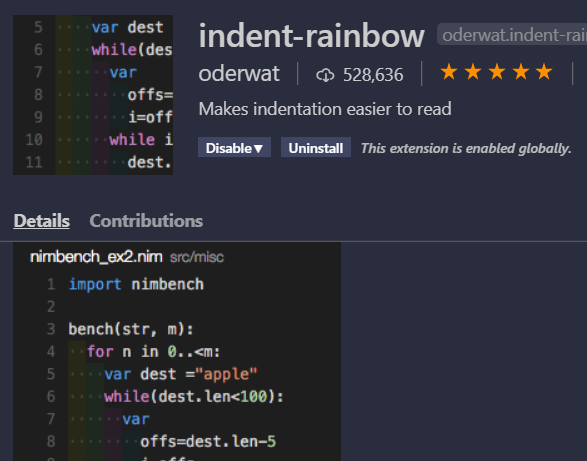 5 var dest
6 while(des
7 var
8 offs=
9 i=off
10 while i
11 dest.
indent-rainbow oderwat.indent-rai
oderwat 528,636
Makes indentation easier to read
Disable▾ Uninstall This extension is enabled globally.
Details Contributions
nimbench_ex2.nim src/misc
1 import nimbench
2
3 bench(str, m):
4 for n in 0..<m:
5 var dest ="apple"
6 while(dest.len<100):
7 var
8 offs=dest.len-5